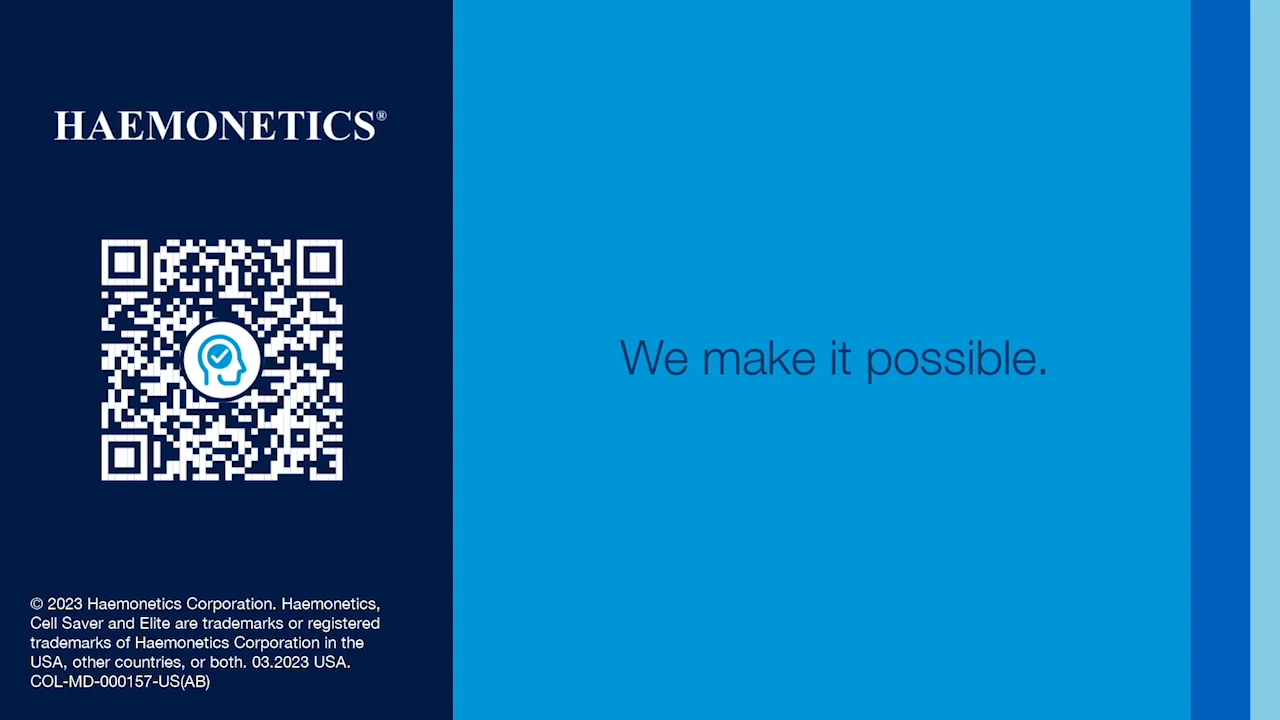 HAEMONETICS®
We make it possible.
© 2023 Haemonetics Corporation. Haemonetics,
Cell Saver and Elite are trademarks or registered
trademarks of Haemonetics Corporation in the
USA, other countries, or both. 03.2023 USA.
COL-MD-000157-US(AB)